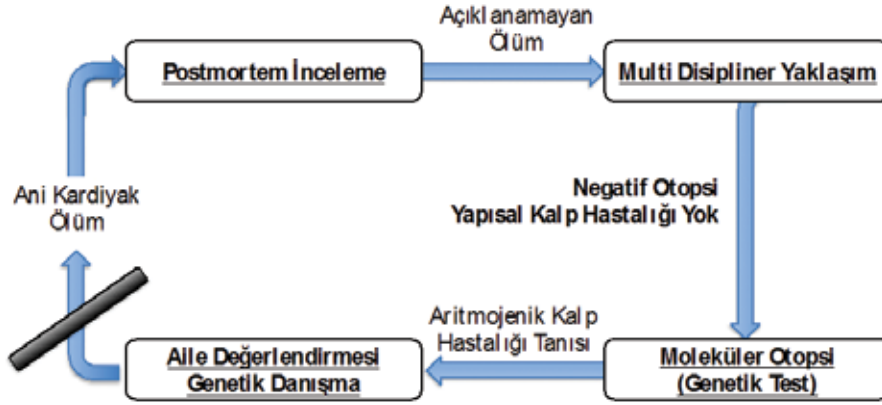 Açıklanamayan
Ölüm
Postmortem İnceleme
Multi Disipliner Yaklaşım
Ani Kardiyak
Ölüm
Negatif Otopsi
Yapısal Kalp Hastalığı Yok
Aritmojenik Kalp
Hastalığı Tanısı
Aile Değerlendirmesi
Genetik Danışma
Moleküler Otopsi
(Genetik Test)